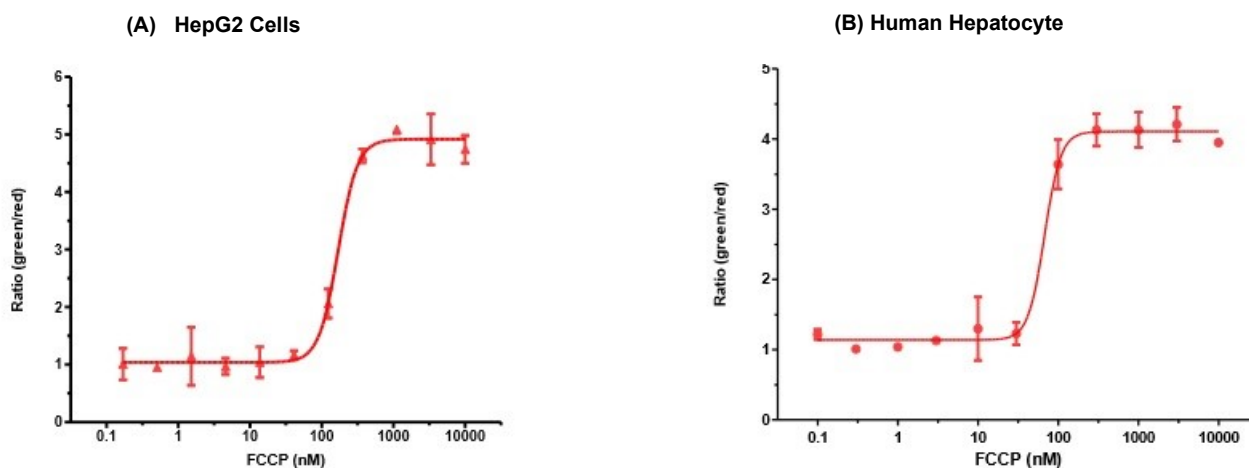 (A) HepG2 Cells
6
5
4
3
2
1
0
Ratio (green/red)
0.1 1 10 100 1000 10000
FCCP (nM)
(B) Human Hepatocyte
5
4
3
2
1
0
Ratio (green/red)
0.1 1 10 100 1000 10000
FCCP (nM)